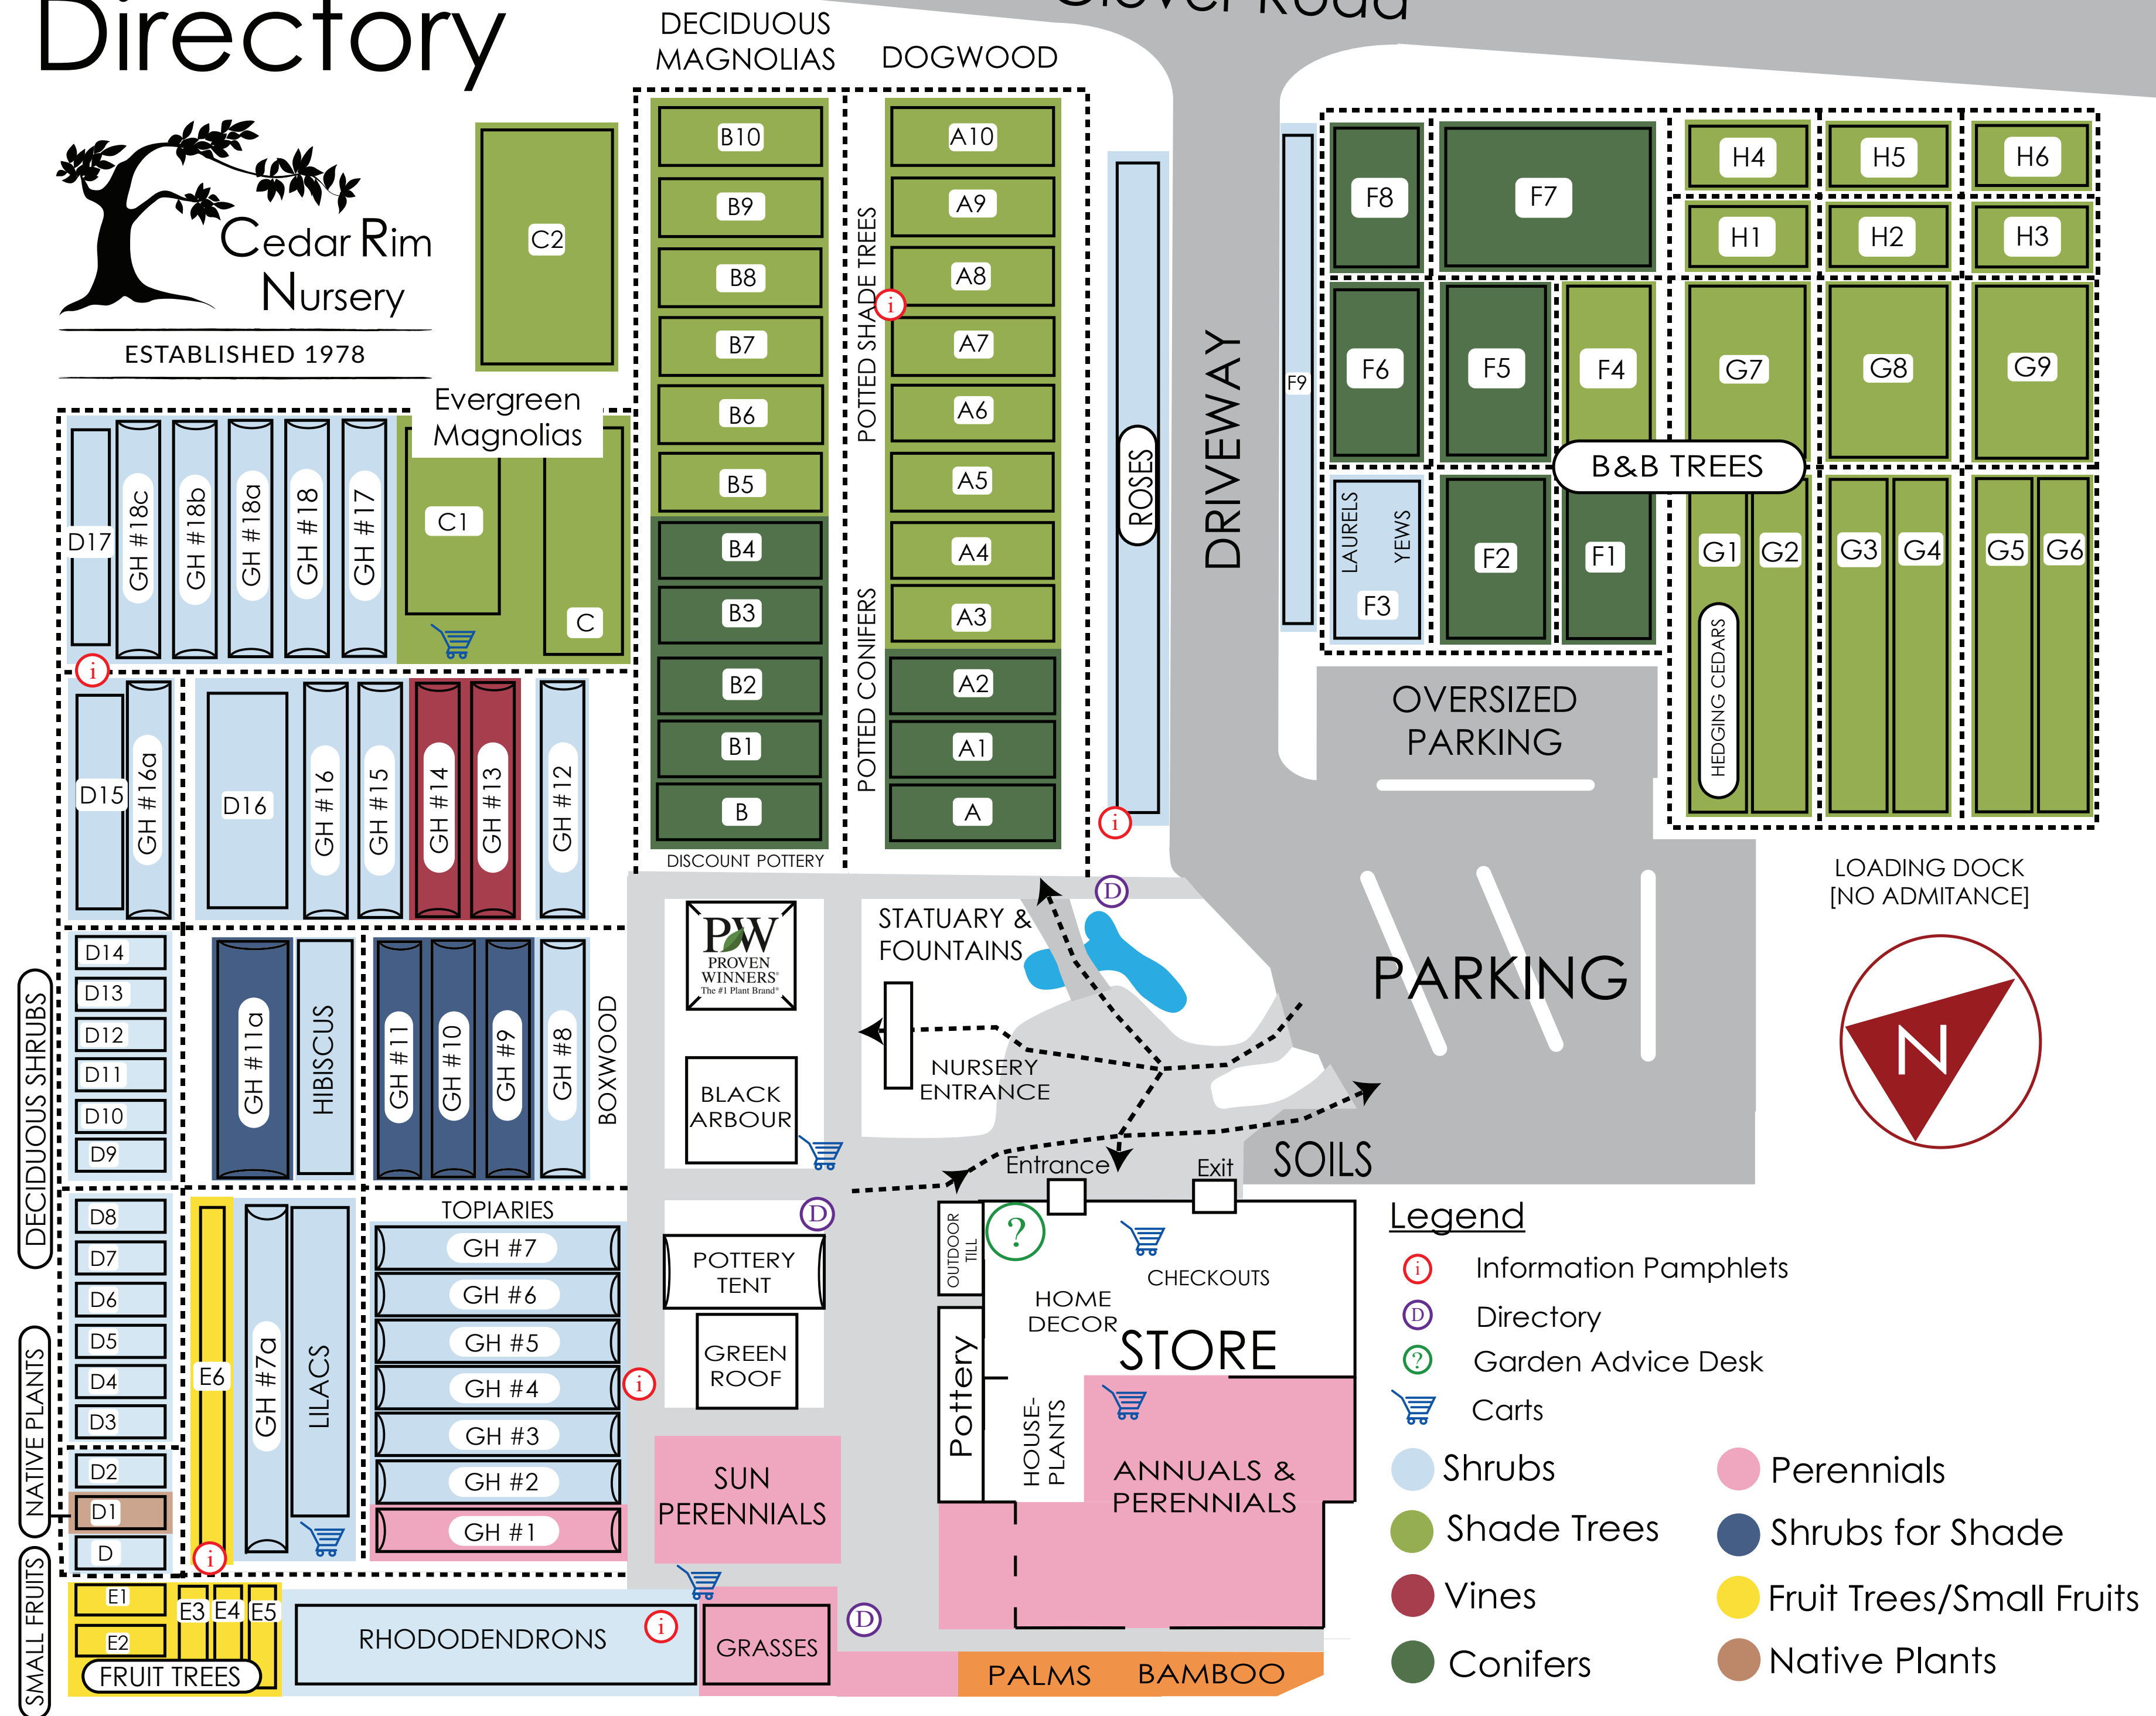 Directory
Glover Road
Cedar Rim
Nursery
ESTABLISHED 1978
DECIDUOUS
MAGNOLIAS
DOGWOOD
C2
B10
B9
B8
B7
B6
B5
B4
B3
B2
B1
B
DISCOUNT POTTERY
POTTED SHADE TREES
POTTED CONIFERS
i
A10
A9
A8
A7
A6
A5
A4
A3
A2
A1
A
ROSES
i
DRIVEWAY
F9
F8
F7
H4
H5
H6
H1
H2
H3
F6
F5
F4
G7
G8
G9
B&B TREES
LAURELS
YEWS
F3
F2
F1
G1
G2
G3
G4
G5
G6
HEDGING CEDARS
OVERSIZED
PARKING
PARKING
LOADING DOCK
[NO ADMITANCE]
N
Evergreen
Magnolias
D17
GH #18c
GH #18b
GH #18a
GH #18
GH #17
C1
C
i
D15
GH #16a
D16
GH #16
GH #15
GH #14
GH #13
GH #12
DECIDUOUS SHRUBS
D14
D13
D12
D11
D10
D9
GH #11a
HIBISCUS
GH #11
GH #10
GH #9
GH #8
BOXWOOD
PW
PROVEN
WINNERS®
The #1 Plant Brand®
BLACK
ARBOUR
STATUARY &
FOUNTAINS
D
NURSERY
ENTRANCE
SOILS
Entrance
Exit
D8
D7
D6
D5
D4
D3
D2
D1
D
NATIVE PLANTS
E6
i
GH #7a
LILACS
TOPIARIES
GH #7
GH #6
GH #5
GH #4
GH #3
GH #2
GH #1
i
D
POTTERY
TENT
GREEN
ROOF
SUN
PERENNIALS
OUTDOOR
TILL
?
CHECKOUTS
HOME
DECOR
STORE
Pottery
HOUSE-
PLANTS
ANNUALS &
PERENNIALS
SMALL FRUITS
E1
E2
E3
E4
E5
FRUIT TREES
RHODODENDRONS
i
GRASSES
D
PALMS
BAMBOO
Legend
i Information Pamphlets
D Directory
? Garden Advice Desk
Carts
Shrubs
Perennials
Shade Trees
Shrubs for Shade
Vines
Fruit Trees/Small Fruits
Conifers
Native Plants